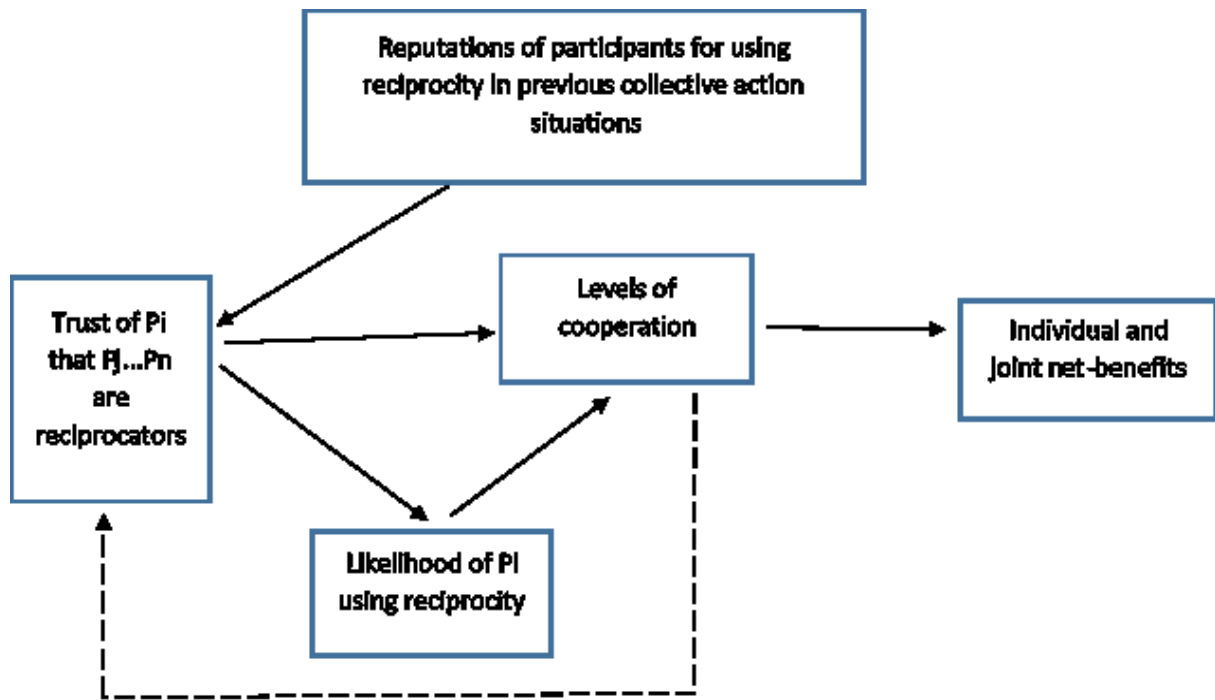 Reputations of participants for using
reciprocity in previous collective action
situations
Trust of Pi
that Pj...Pn
are
reciprocators
Levels of
cooperation
Individual and
joint net-benefits
Likelihood of Pi
using reciprocity